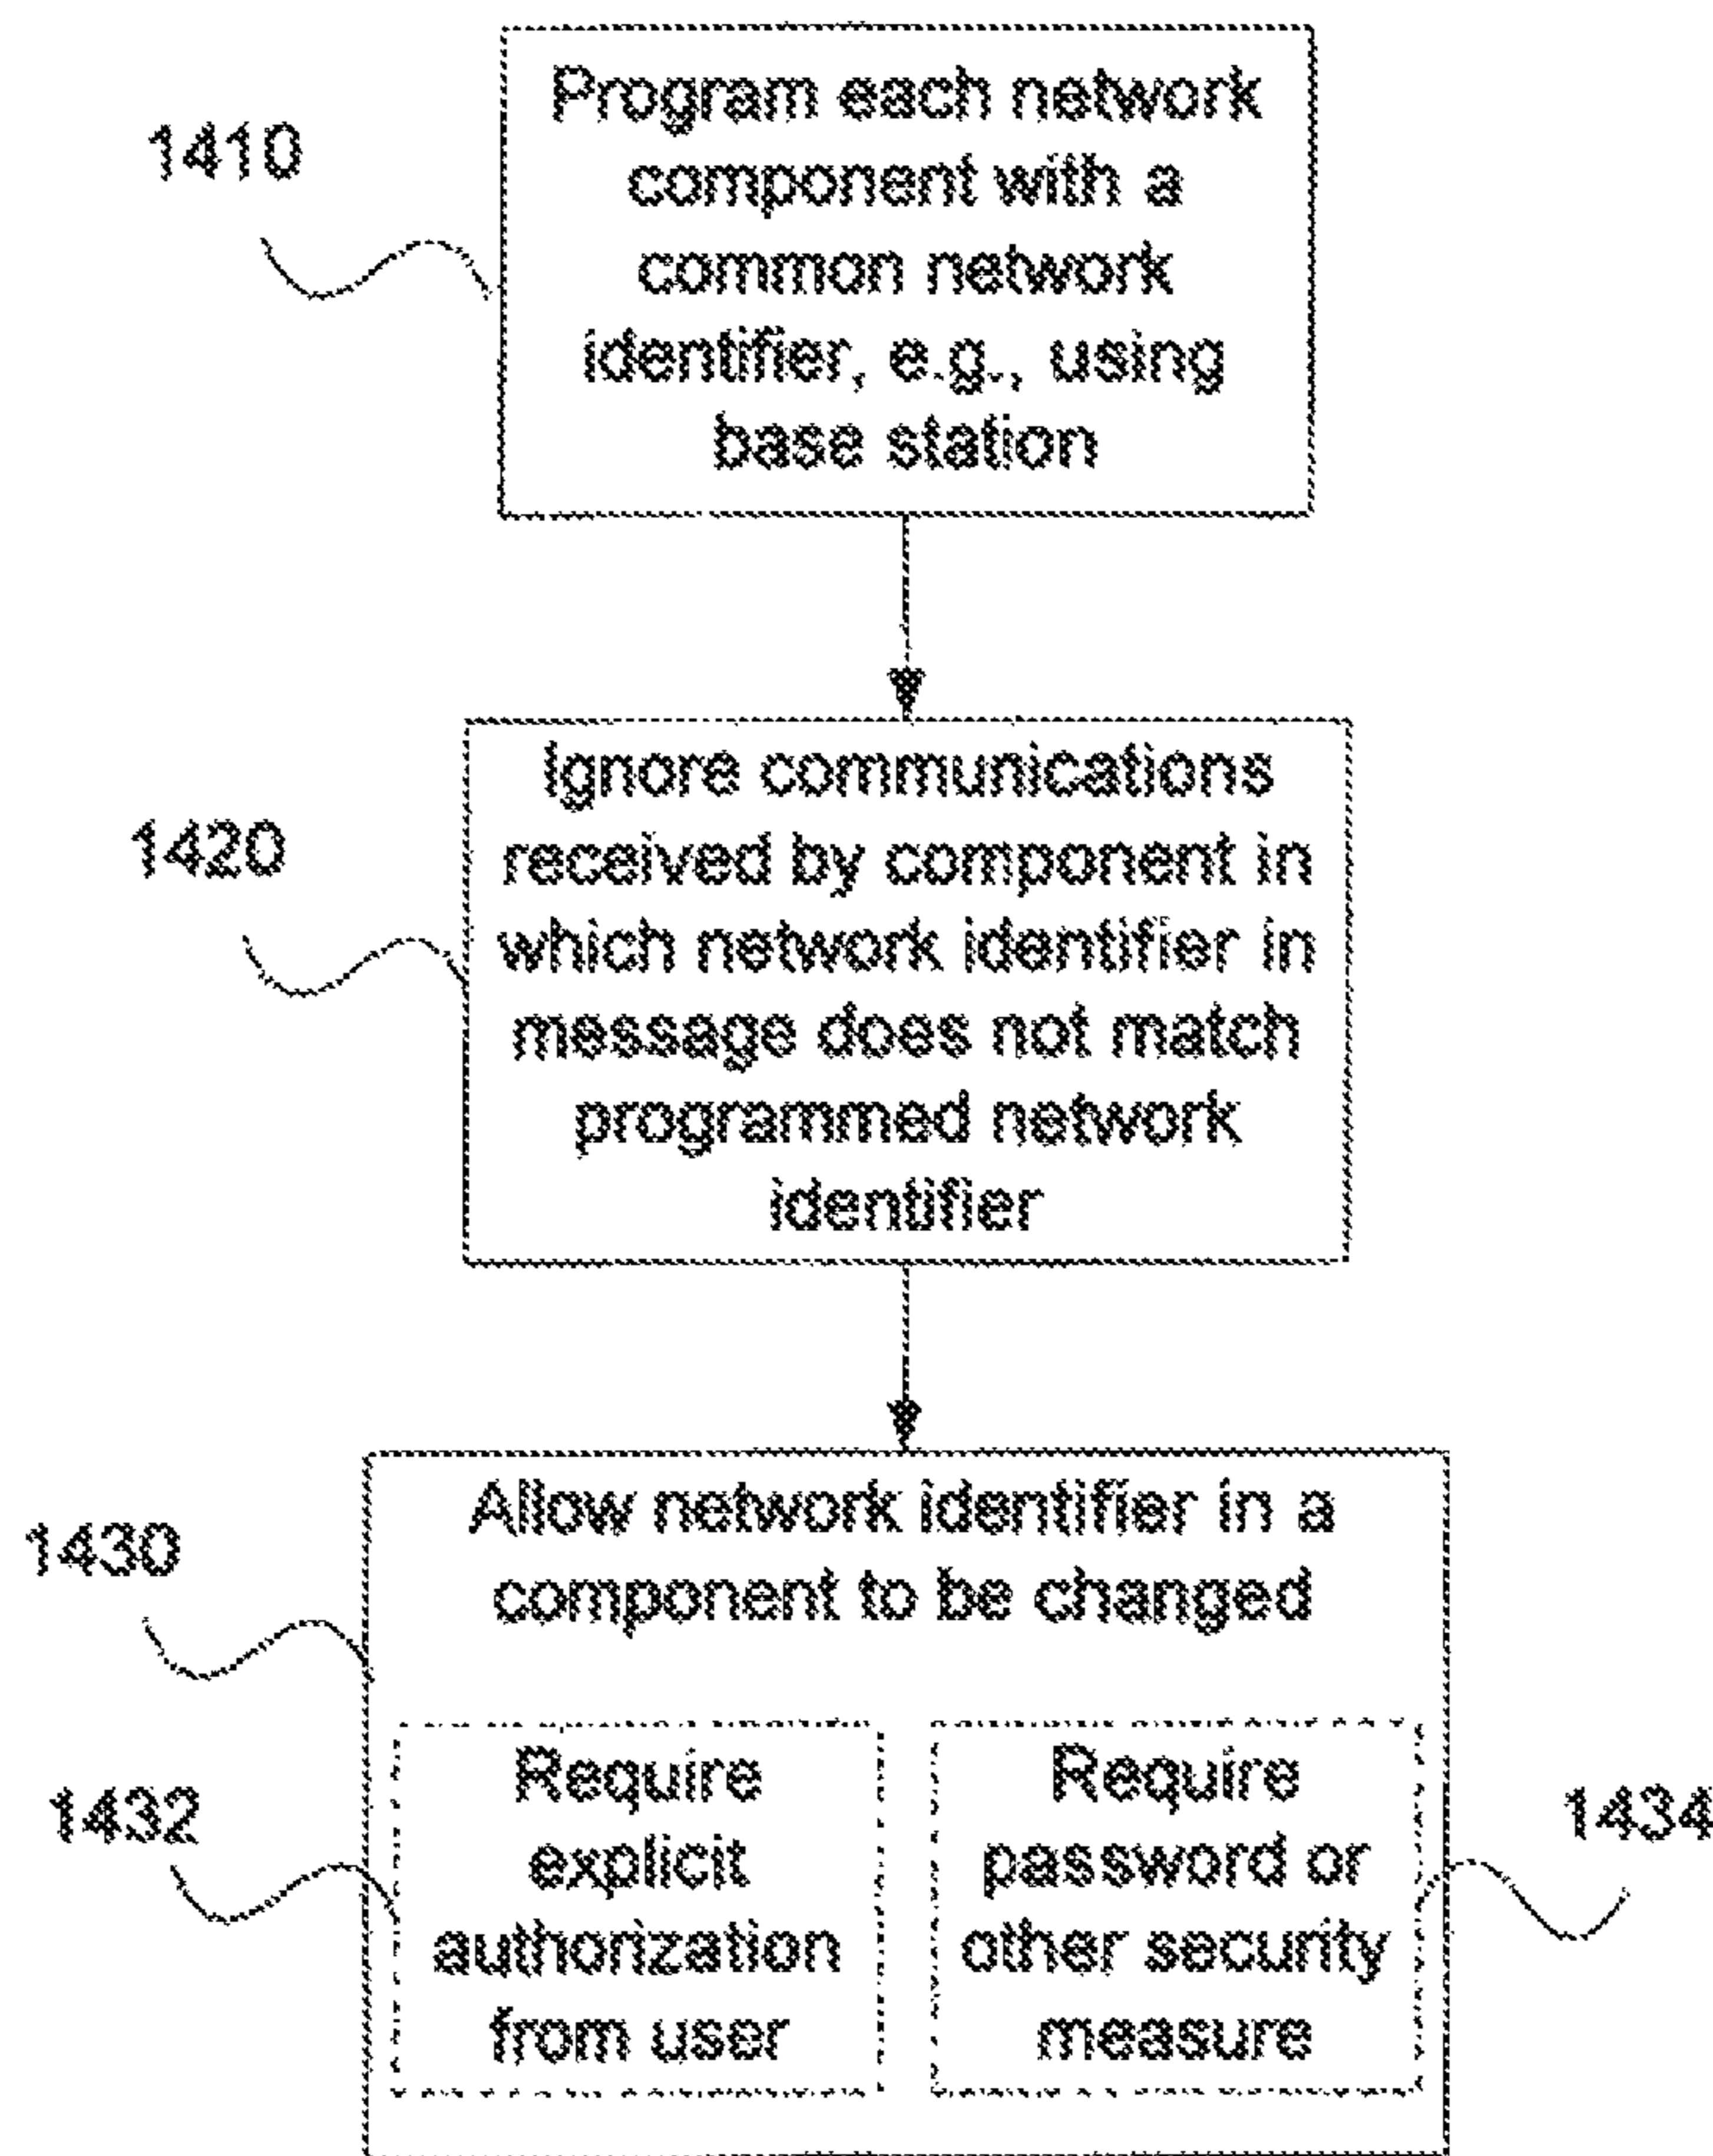 1410
Program each network
component with a
common network
identifier, e.g., using
base station
1420
Ignore communications
received by component in
which network identifier in
message does not match
programmed network
identifier
1430
Allow network identifier in a
component to be changed
1432
Require
explicit
authorization
from user
Require
password or
other security
measure
1434